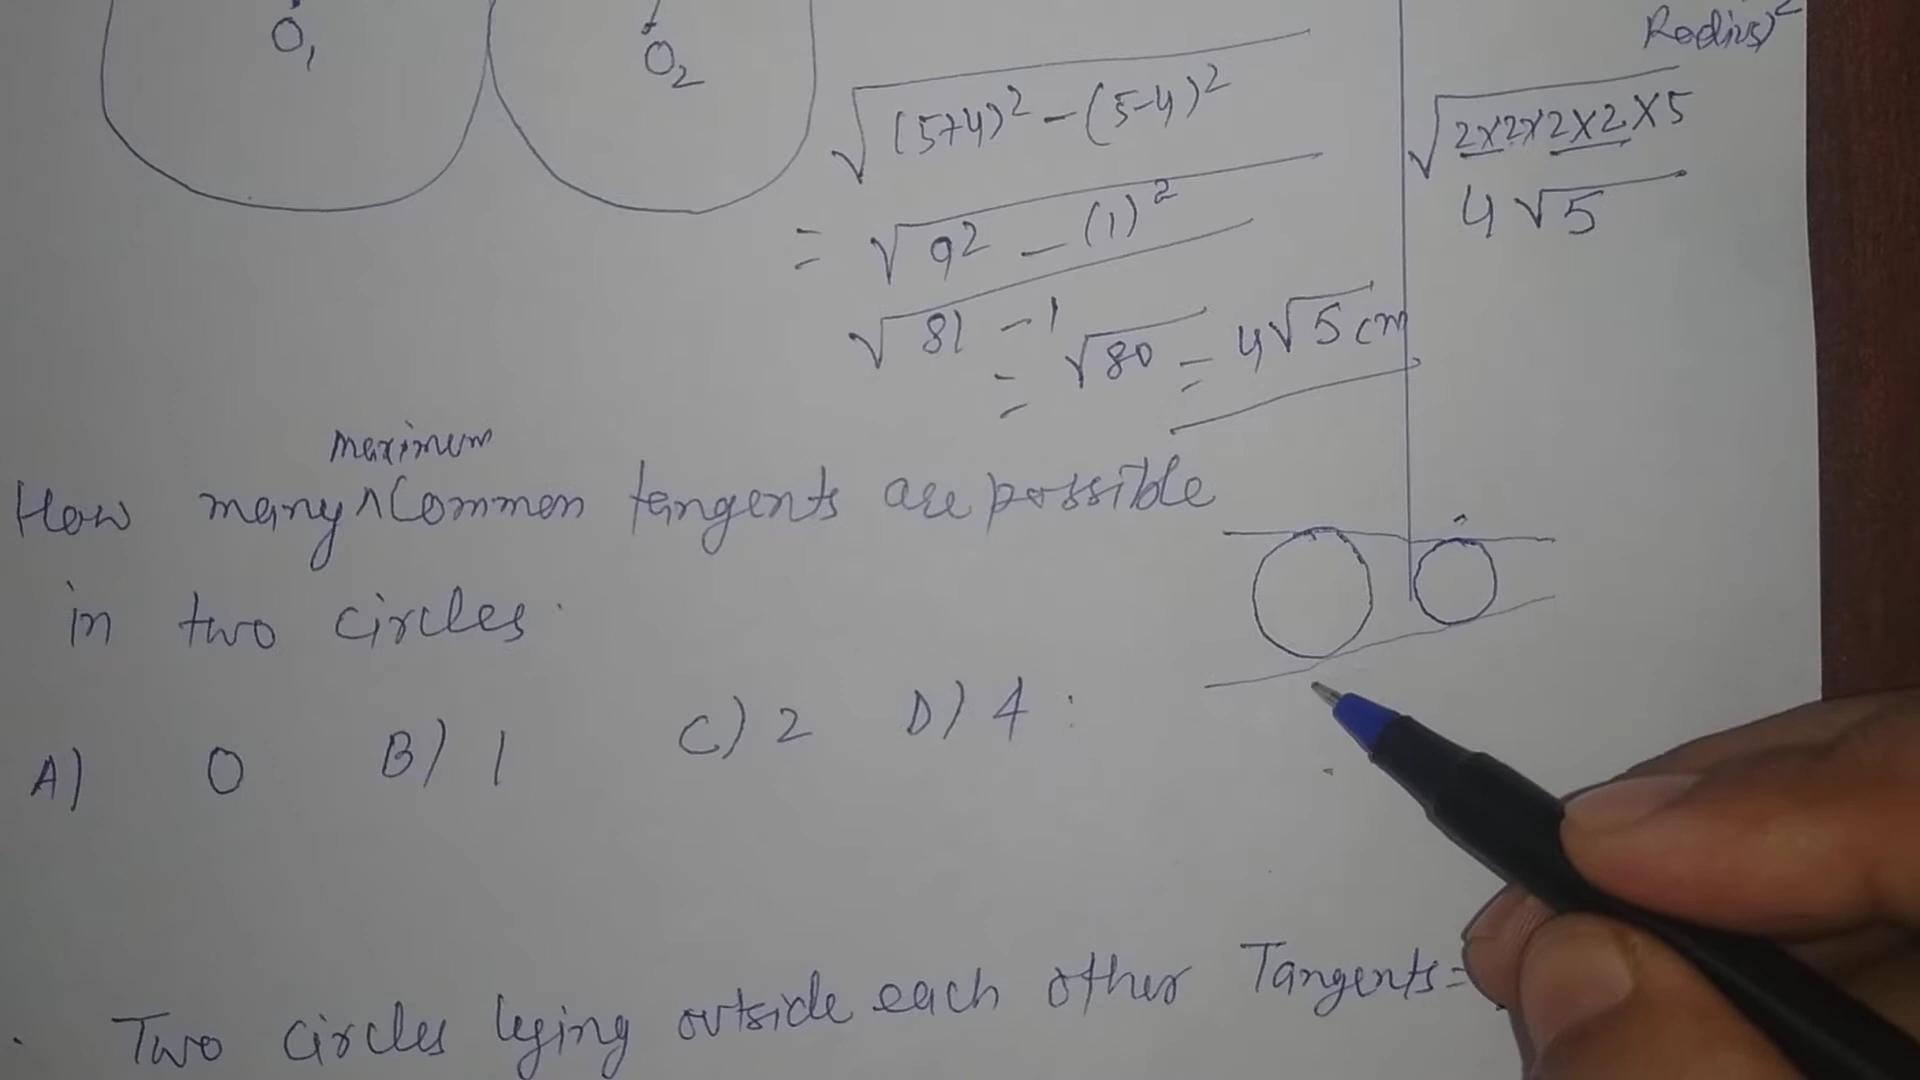 O1
O2
Radius)²
√(5+4)² - (5-4)²
√2×2×2×2×5
= √9² - (1)²
4√5
√81 - 1
= √80 = 4√5 cm
maximum
How many ^ Common tangents are possible
in two circles.
A) 0 B) 1 C) 2 D) 4 :
Two circles lying outside each other Tangents =